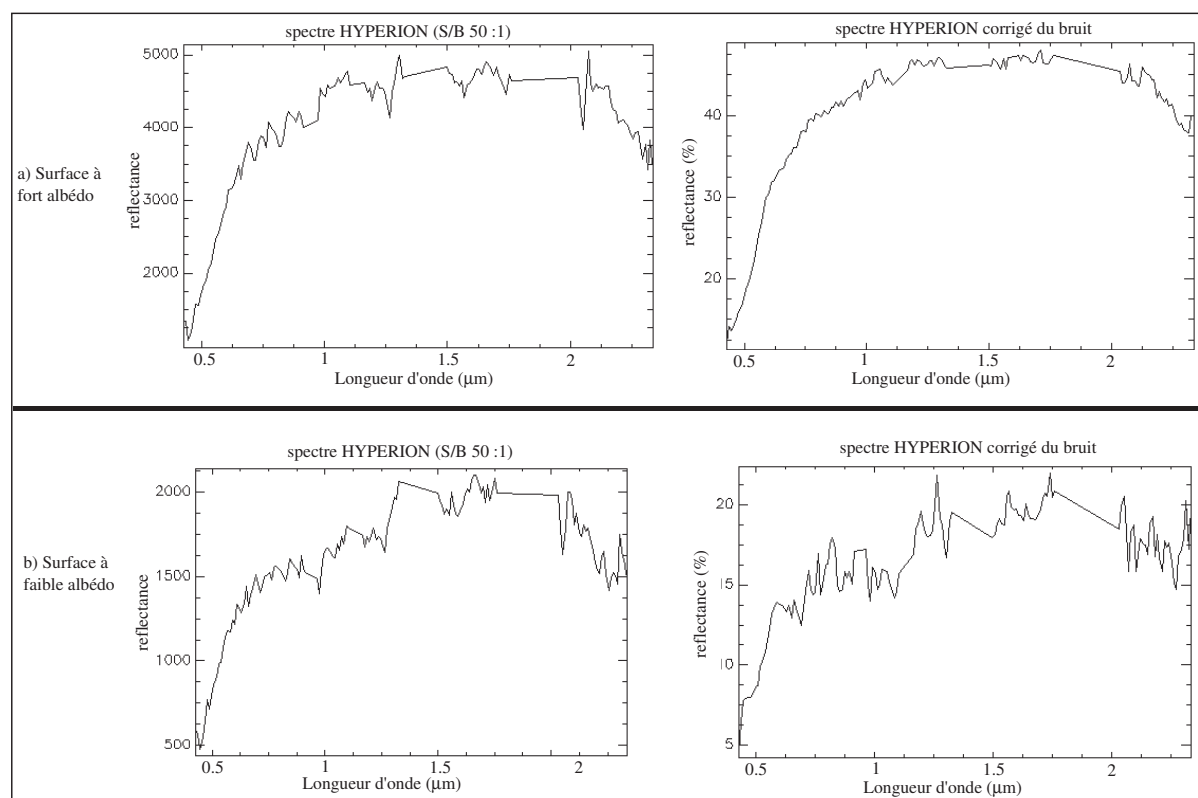 spectre HYPERION (S/B 50 :1)
5000
4000
3000
2000
reflectance
0.5
1
1.5
2
Longueur d'onde (μm)
spectre HYPERION corrigé du bruit
40
30
20
reflectance (%)
0.5
1
1.5
2
Longueur d'onde (μm)
a) Surface à
fort albédo
spectre HYPERION (S/B 50 :1)
2000
1500
1000
500
reflectance
0.5
1
1.5
2
Longueur d'onde (μm)
spectre HYPERION corrigé du bruit
20
15
10
5
reflectance (%)
0.5
1
1.5
2
Longueur d'onde (μm)
b) Surface à
faible albédo